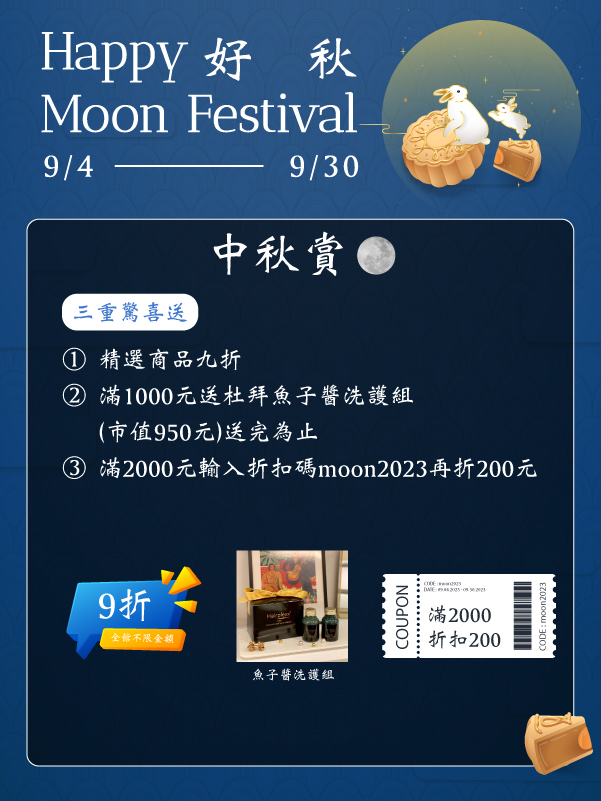 Happy 好 秋
Moon Festival
9/4 9/30
中秋賞
三重驚喜送
① 精選商品九折
② 滿1000元送杜拜魚子醬洗護組
(市值950元)送完為止
③ 滿2000元輸入折扣碼moon2023再折200元
9折
全館不限金額
魚子醬洗護組
COUPON
CODE : moon2023
DATE : 09.04.2023 - 09.30.2023
滿2000
折扣200
CODE : moon2023